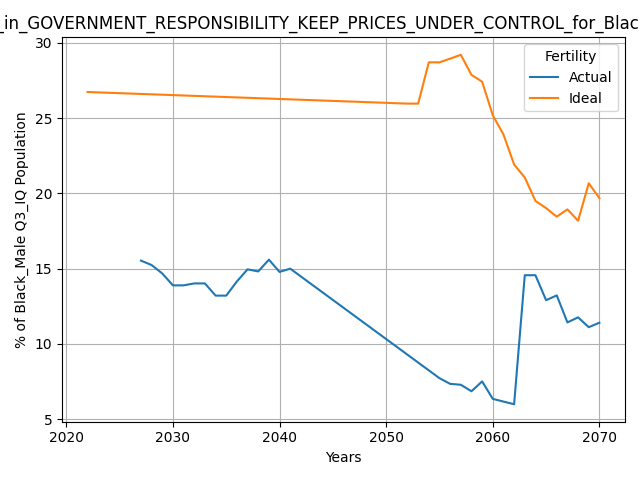 _in_GOVERNMENT_RESPONSIBILITY_KEEP_PRICES_UNDER_CONTROL_for_Blac
30
25
20
15
10
5
% of Black_Male Q3_IQ Population
Fertility
Actual
Ideal
2020 2030 2040 2050 2060 2070
Years